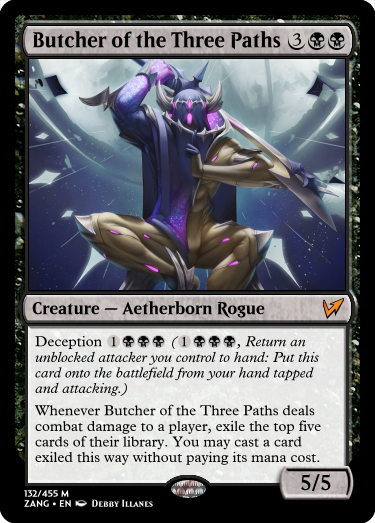 Butcher of the Three Paths 3
Creature — Aetherborn Rogue
Deception 1 (1, Return an
unblocked attacker you control to hand: Put this
card onto the battlefield from your hand tapped
and attacking.)
Whenever Butcher of the Three Paths deals
combat damage to a player, exile the top five
cards of their library. You may cast a card
exiled this way without paying its mana cost.
5/5
132/455 M
ZANG • EN Debby Illanes